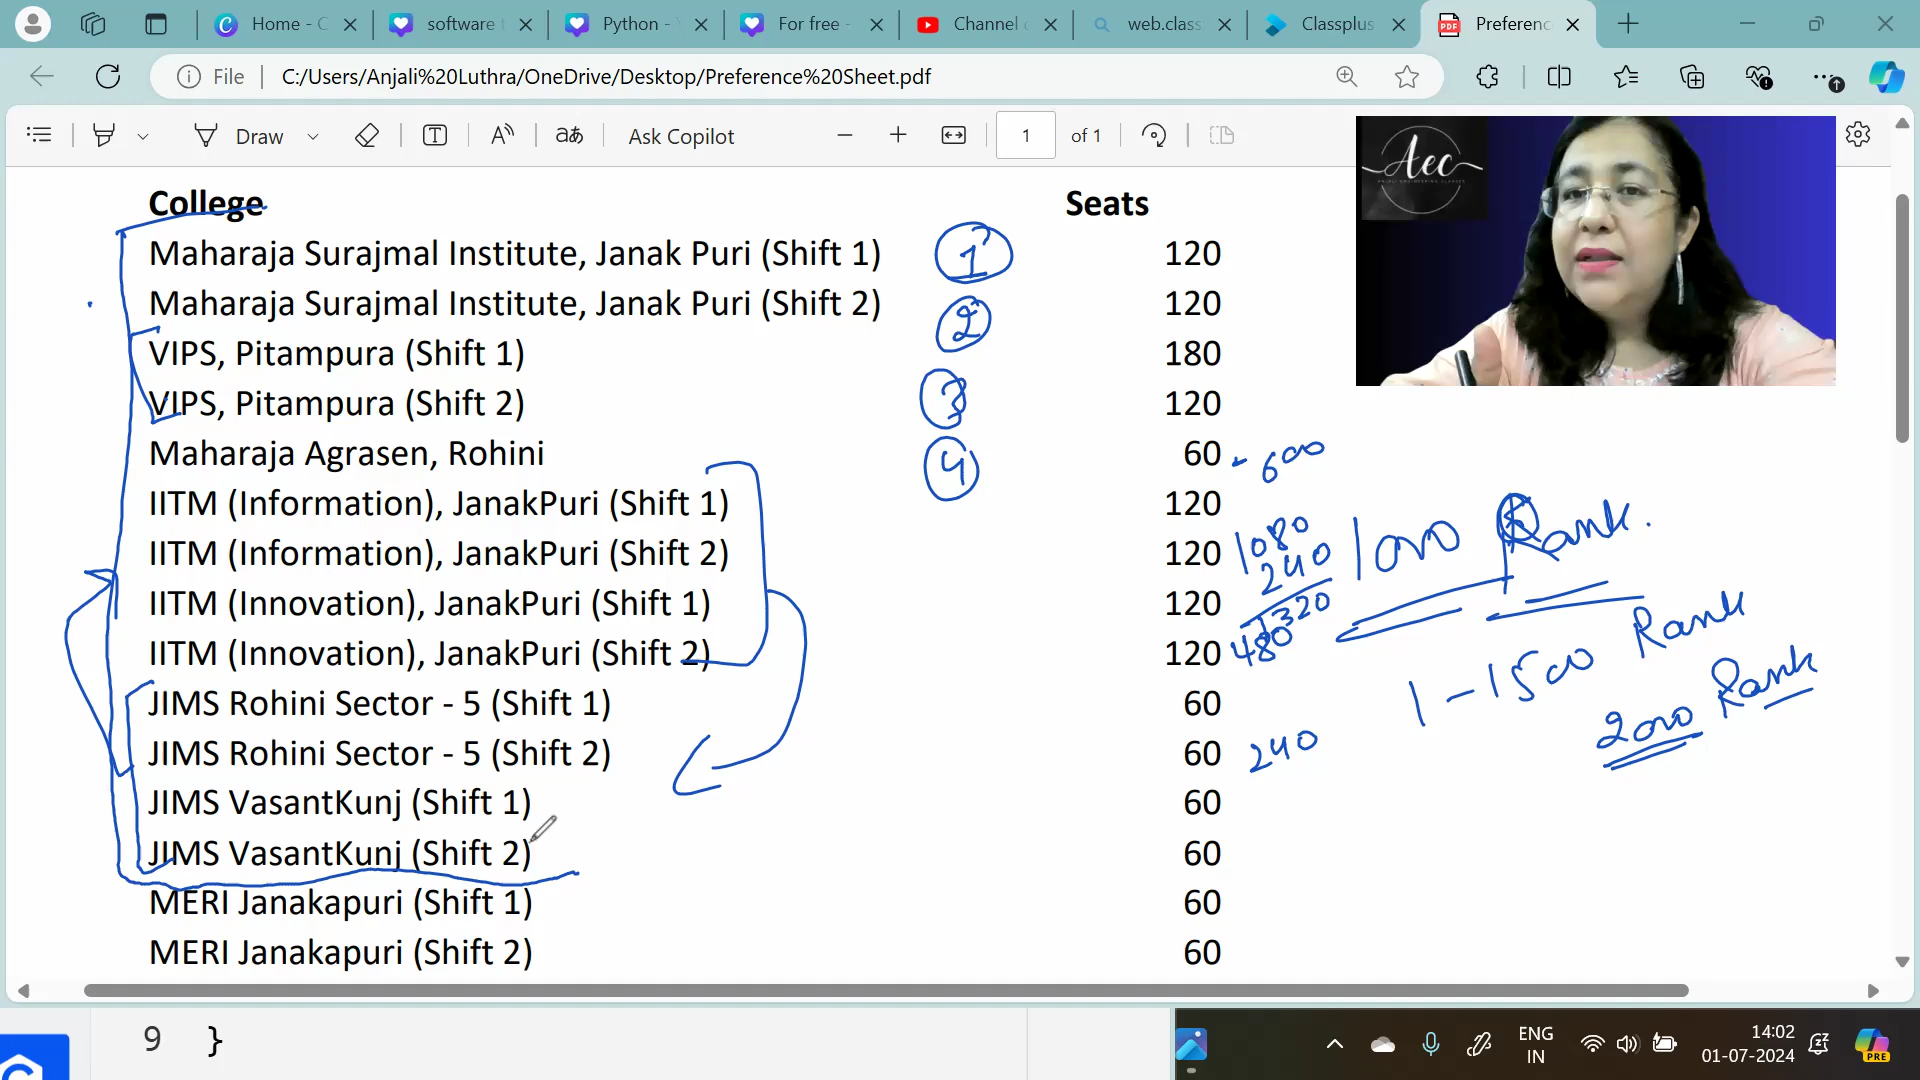 Home - C
software t
Python -
For free -
Channel
web.class
Classplus
Preferenc
File
C:/Users/Anjali%20Luthra/OneDrive/Desktop/Preference%20Sheet.pdf
Draw
T
aあ
Ask Copilot
1
of 1
Aec
College
Seats
Maharaja Surajmal Institute, Janak Puri (Shift 1)
1
120
Maharaja Surajmal Institute, Janak Puri (Shift 2)
2
120
VIPS, Pitampura (Shift 1)
180
VIPS, Pitampura (Shift 2)
3
120
Maharaja Agrasen, Rohini
4
60
600
IITM (Information), JanakPuri (Shift 1)
120
IITM (Information), JanakPuri (Shift 2)
120
1080
240
1320
1000 Rank.
IITM (Innovation), JanakPuri (Shift 1)
120
IITM (Innovation), JanakPuri (Shift 2)
120
480
1-1500 Rank
JIMS Rohini Sector - 5 (Shift 1)
60
2000 Rank
JIMS Rohini Sector - 5 (Shift 2)
60
240
JIMS VasantKunj (Shift 1)
60
JIMS VasantKunj (Shift 2)
60
MERI Janakapuri (Shift 1)
60
MERI Janakapuri (Shift 2)
60
9 }
ENG
IN
14:02
01-07-2024
PRE